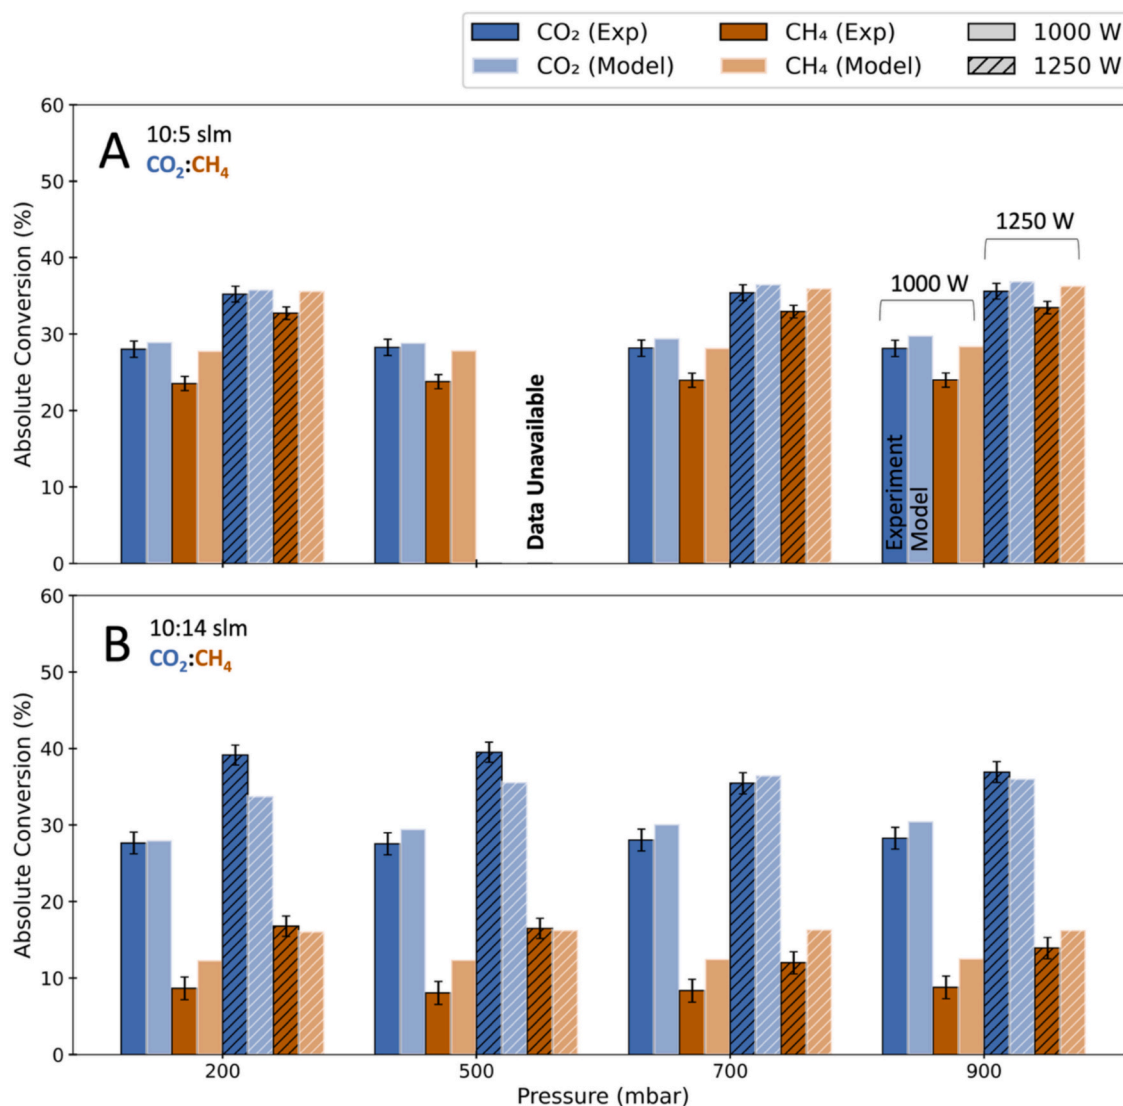 CO₂ (Exp) CH₄ (Exp) 1000 W
CO₂ (Model) CH₄ (Model) 1250 W
60
50
40
30
20
10
0
Absolute Conversion (%)
A 10:5 slm
CO₂:CH₄
Data Unavailable
1000 W
1250 W
Experiment
Model
60
50
40
30
20
10
0
Absolute Conversion (%)
B 10:14 slm
CO₂:CH₄
200 500 700 900
Pressure (mbar)